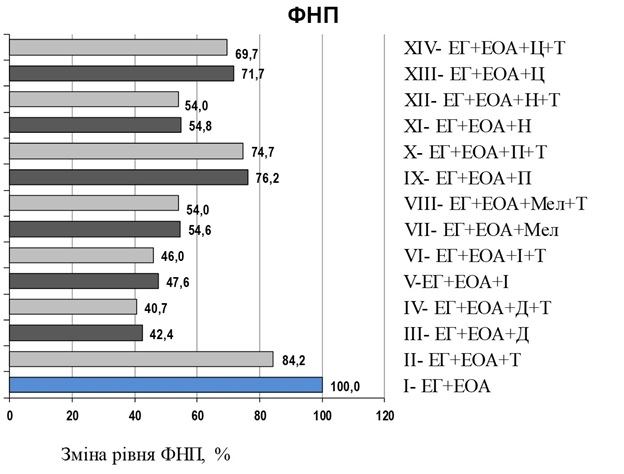 ФНП
69,7 XIV- ЕГ+ЕОА+Ц+Т
71,7 XIII- ЕГ+ЕОА+Ц
54,0 XII- ЕГ+ЕОА+Н+Т
54,8 XI- ЕГ+ЕОА+Н
74,7 X- ЕГ+ЕОА+П+Т
76,2 IX- ЕГ+ЕОА+П
54,0 VIII- ЕГ+ЕОА+Мел+Т
54,6 VII- ЕГ+ЕОА+Мел
46,0 VI- ЕГ+ЕОА+І+Т
47,6 V-ЕГ+ЕОА+І
40,7 IV- ЕГ+ЕОА+Д+Т
42,4 III- ЕГ+ЕОА+Д
84,2 II- ЕГ+ЕОА+Т
100,0 I- ЕГ+ЕОА
0 20 40 60 80 100 120
Зміна рівня ФНП, %